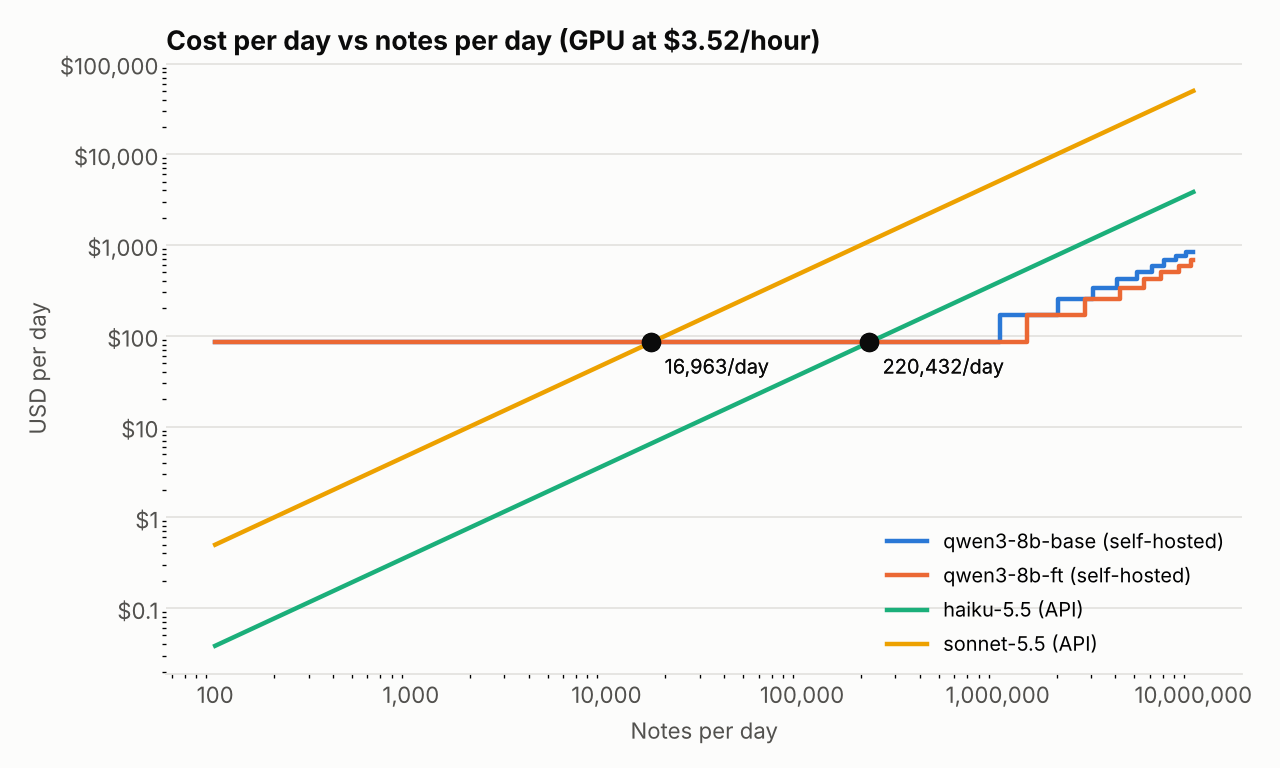 Cost per day vs notes per day (GPU at $3.52/hour)
$100,000
$10,000
$1,000
$100
$10
$1
$0.1
USD per day
16,963/day
220,432/day
qwen3-8b-base (self-hosted)
qwen3-8b-ft (self-hosted)
haiku-5.5 (API)
sonnet-5.5 (API)
100 1,000 10,000 100,000 1,000,000 10,000,000
Notes per day